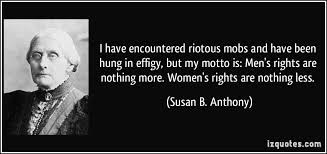 I have encountered riotous mobs and have been
hung in effigy, but my motto is: Men's rights are
nothing more. Women's rights are nothing less.
(Susan B. Anthony)
izquotes.com